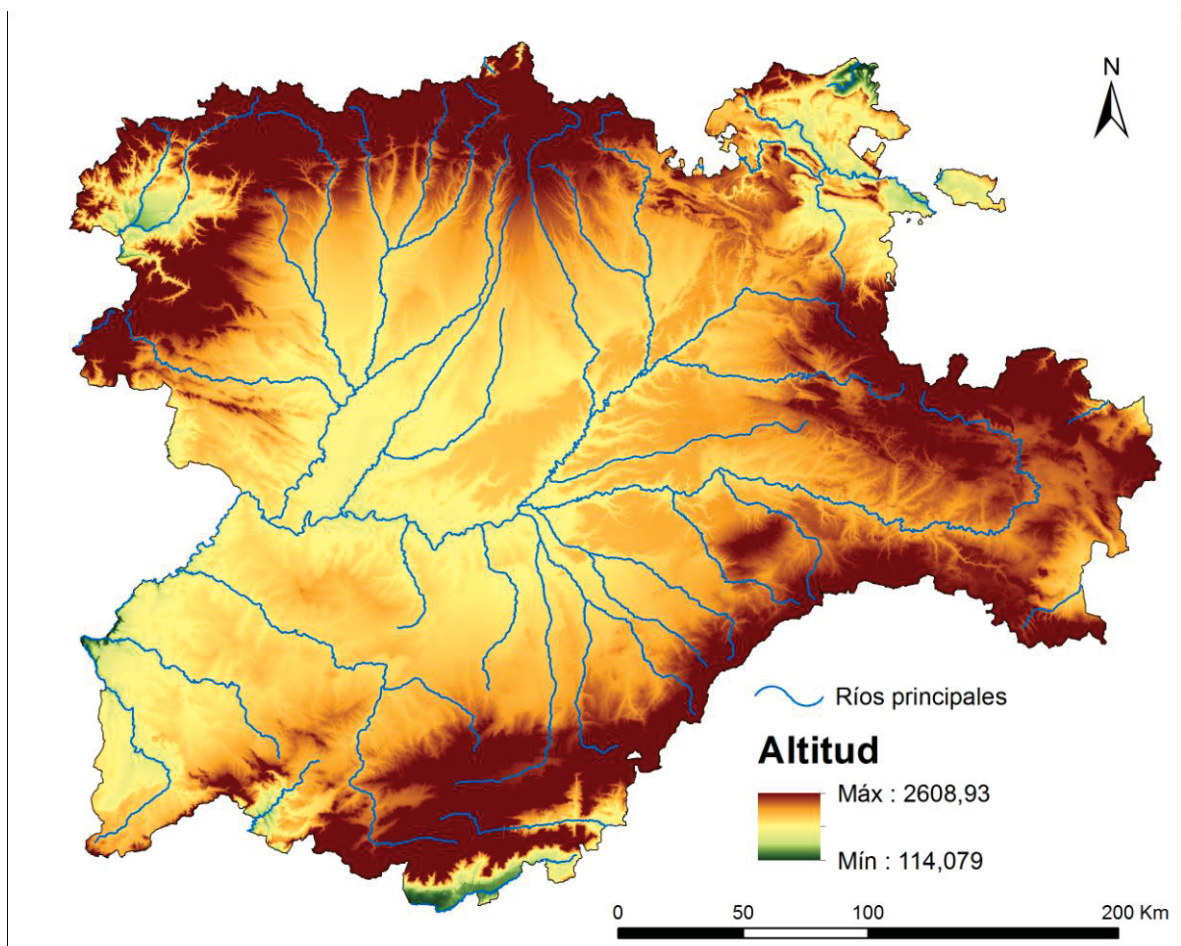 N
Ríos principales
Altitud
Máx : 2608,93
Mín : 114,079
0 50 100 200 Km